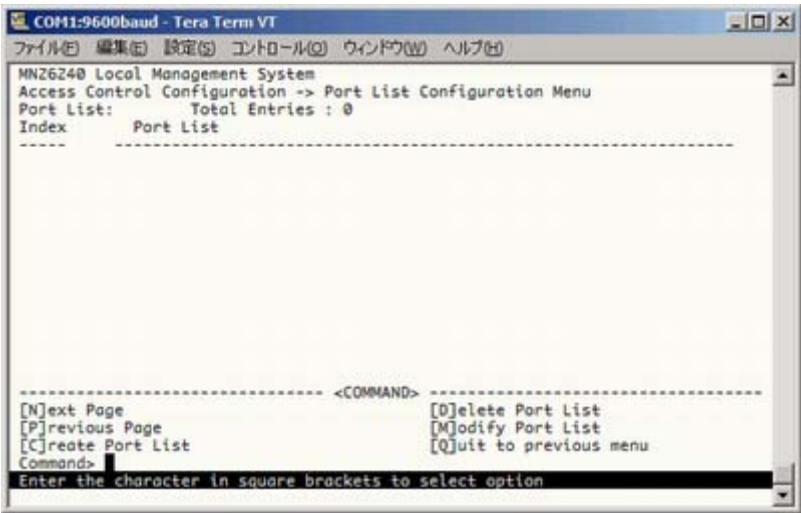 COM1:9600baud - Tera Term VT
ファイル(F) 編集(E) 設定(S) コントロール(O) ウィンドウ(W) ヘルプ(H)
MNZ6Z40 Local Management System
Access Control Configuration -> Port List Configuration Menu
Port List: Total Entries : 0
Index Port List
----- ----------------------------------------------------------------
-------------------------------- <COMMAND> -----------------------------------
[N]ext Page [D]elete Port List
[P]revious Page [M]odify Port List
[C]reate Port List [Q]uit to previous menu
Command>
Enter the character in square brackets to select option